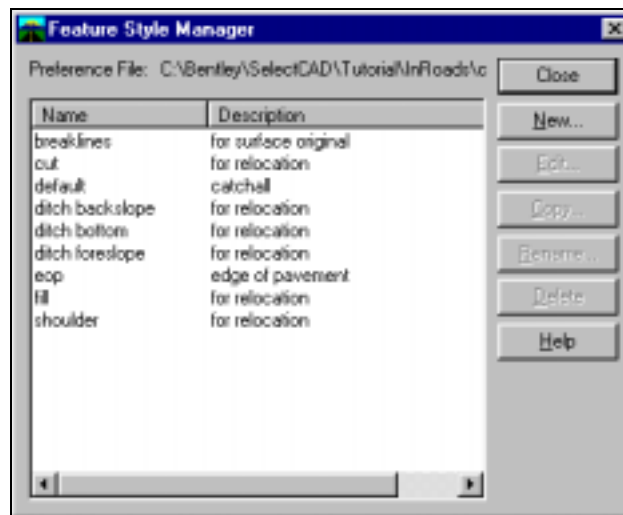 Feature Style Manager
Preference File: C:\Bentley\SelectCAD\Tutorial\InRoads\c
Close
Name Description
New...
breaklines for surface original
cut for relocation
Edit...
default catchall
ditch backslope for relocation
Copy...
ditch bottom for relocation
ditch foreslope for relocation
Rename...
eop edge of pavement
fill for relocation
Delete
shoulder for relocation
Help